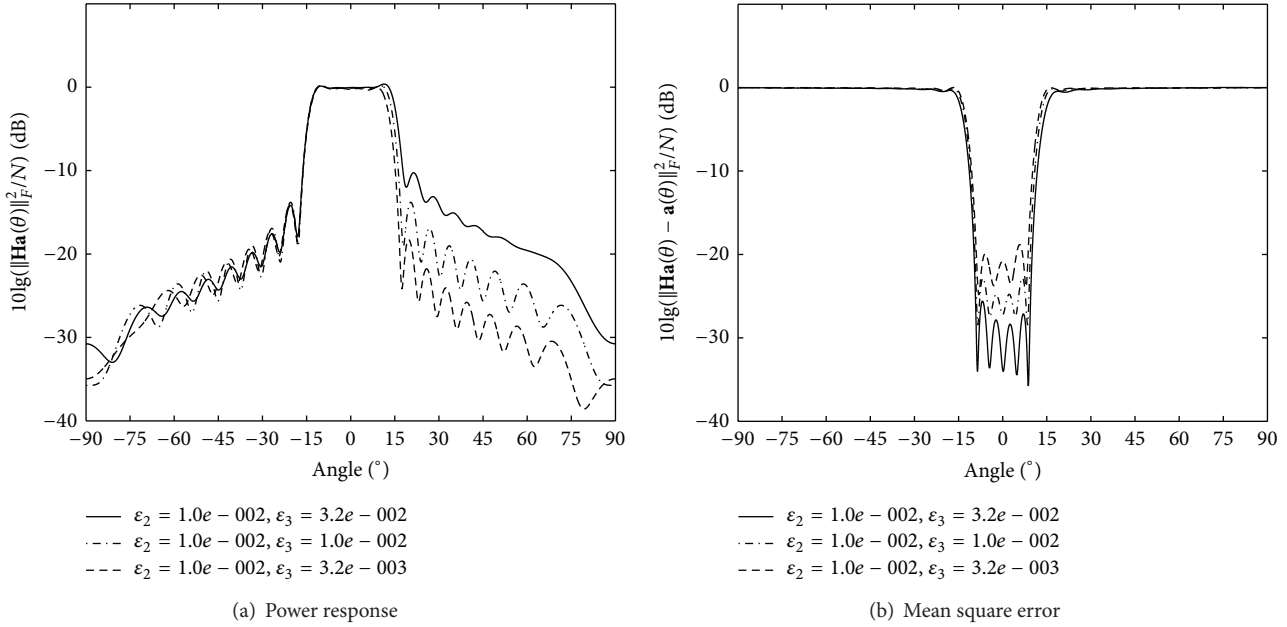 10lg(‖Ha(θ)‖²_F/N) (dB)
0
−10
−20
−30
−40
−90 −75 −60 −45 −30 −15 0 15 30 45 60 75 90
Angle (°)
ε₂ = 1.0e − 002, ε₃ = 3.2e − 002
ε₂ = 1.0e − 002, ε₃ = 1.0e − 002
ε₂ = 1.0e − 002, ε₃ = 3.2e − 003
(a) Power response
10lg(‖Ha(θ) − a(θ)‖²_F/N) (dB)
0
−10
−20
−30
−40
−90 −75 −60 −45 −30 −15 0 15 30 45 60 75 90
Angle (°)
ε₂ = 1.0e − 002, ε₃ = 3.2e − 002
ε₂ = 1.0e − 002, ε₃ = 1.0e − 002
ε₂ = 1.0e − 002, ε₃ = 3.2e − 003
(b) Mean square error